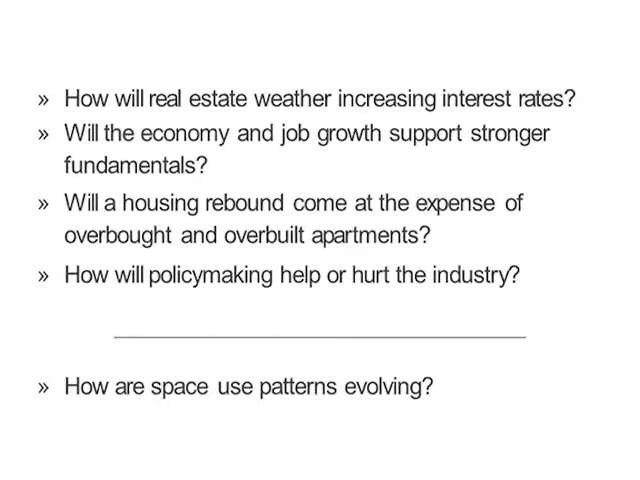 » How will real estate weather increasing interest rates?
» Will the economy and job growth support stronger
fundamentals?
» Will a housing rebound come at the expense of
overbought and overbuilt apartments?
» How will policymaking help or hurt the industry?
» How are space use patterns evolving?